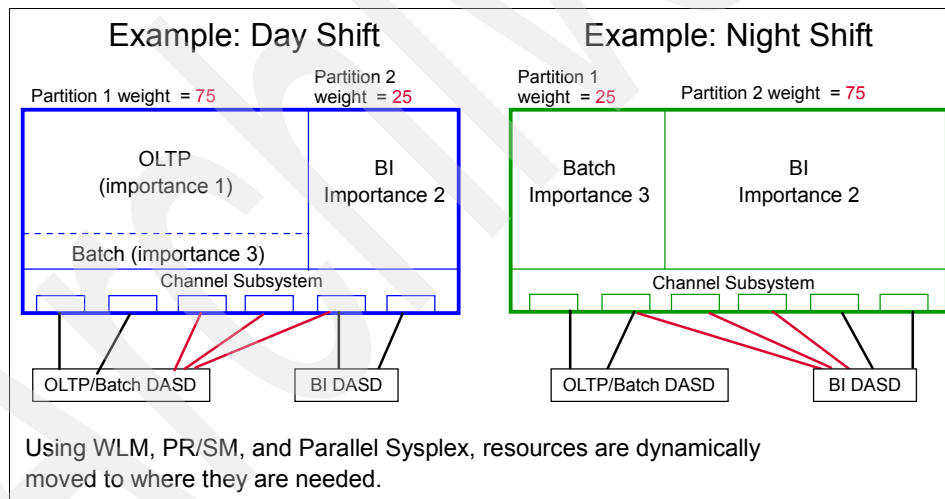 Example: Day Shift
Partition 1 weight = 75
Partition 2
weight = 25
OLTP
(importance 1)
BI
Importance 2
Batch (importance 3)
Channel Subsystem
OLTP/Batch DASD
BI DASD
Example: Night Shift
Partition 1
weight = 25
Partition 2 weight = 75
Batch
Importance 3
BI
Importance 2
Channel Subsystem
OLTP/Batch DASD
BI DASD
Using WLM, PR/SM, and Parallel Sysplex, resources are dynamically
moved to where they are needed.